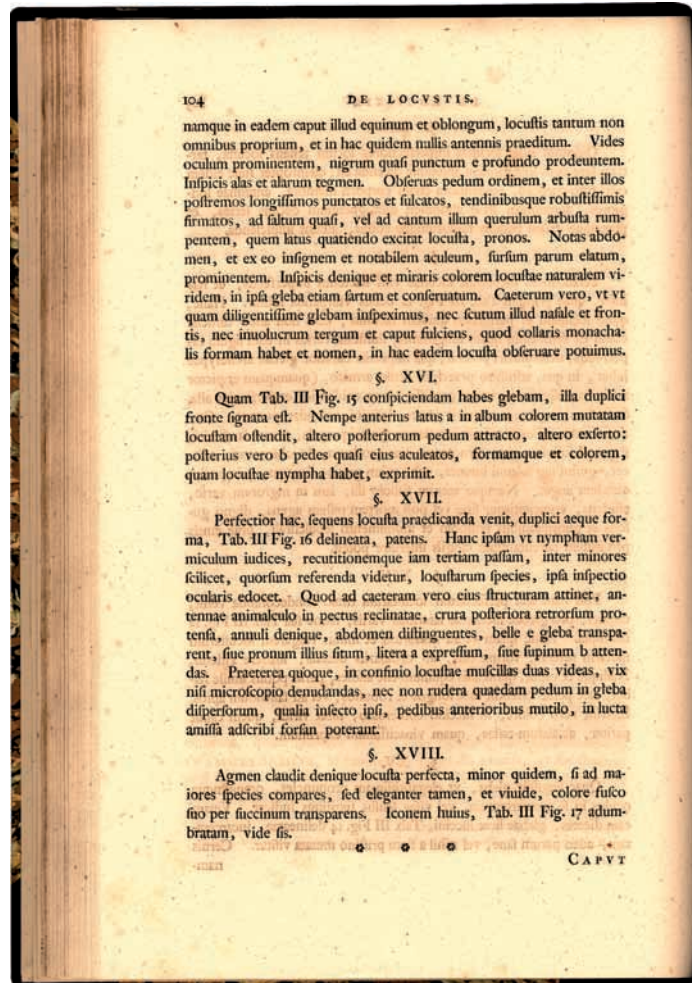 104 DE LOCVSTIS.
namque in eadem caput illud equinum et oblongum, locuſtis tantum non
omnibus proprium, et in hac quidem nullis antennis praeditum. Vides
oculum prominentem, nigrum quaſi punctum e profundo prodeuntem.
Inſpicis alas et alarum tegmen. Obſeruas pedum ordinem, et inter illos
poſtremos longiſſimos punctatos et ſulcatos, tendinibusque robuſtiſſimis
firmatos, ad ſaltum quaſi, vel ad cantum illum querulum arbuſta rum-
pentem, quem latus quatiendo excitat locuſta, pronos. Notas abdo-
men, et ex eo inſignem et notabilem aculeum, ſurſum parum elatum,
prominentem. Inſpicis denique et miraris colorem locuſtae naturalem vi-
ridem, in ipſa gleba etiam ſartum et conſeruatum. Caeterum vero, vt vt
quam diligentiſſime glebam inſpeximus, nec ſcutum illud naſale et fron-
tis, nec inuolucrum tergum et caput fulciens, quod collaris monacha-
lis formam habet et nomen, in hac eadem locuſta obſeruare potuimus.
§. XVI.
Quam Tab. III Fig. 15 conſpiciendam habes glebam, illa duplici
fronte ſignata eſt. Nempe anterius latus a in album colorem mutatam
locuſtam oſtendit, altero poſteriorum pedum attracto, altero exſerto:
poſterius vero b pedes quaſi eius aculeatos, formamque et colorem,
quam locuſtae nympha habet, exprimit.
§. XVII.
Perfectior hac, ſequens locuſta praedicanda venit, duplici aeque for-
ma, Tab. III Fig. 16 delineata, patens. Hanc ipſam vt nympham ver-
miculum iudices, recutitionemque iam tertiam paſſam, inter minores
ſcilicet, quorſum referenda videtur, locuſtarum ſpecies, ipſa inſpectio
ocularis edocet. Quod ad caeteram vero eius ſtructuram attinet, an-
tennae animalculo in pectus reclinatae, crura poſteriora retrorſum pro-
tenſa, annuli denique, abdomen diſtinguentes, belle e gleba transpa-
rent, ſiue pronum illius ſitum, litera a expreſſum, ſiue ſupinum b atten-
das. Praeterea quoque, in confinio locuſtae muſcillas duas videas, vix
niſi microſcopio denudandas, nec non rudera quaedam pedum in gleba
diſperſorum, qualia inſecto ipſi, pedibus anterioribus mutilo, in lucta
amiſſa adſcribi forſan poterant.
§. XVIII.
Agmen claudit denique locuſta perfecta, minor quidem, ſi ad ma-
iores ſpecies compares, ſed eleganter tamen, et viuide, colore fuſco
ſuo per ſuccinum transparens. Iconem huius, Tab. III Fig. 17 adum-
bratam, vide ſis.
CAPVT